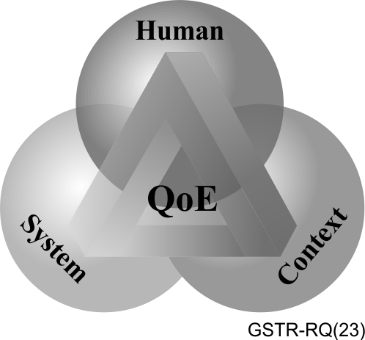 Human
QoE
System
Context
GSTR-RQ(23)